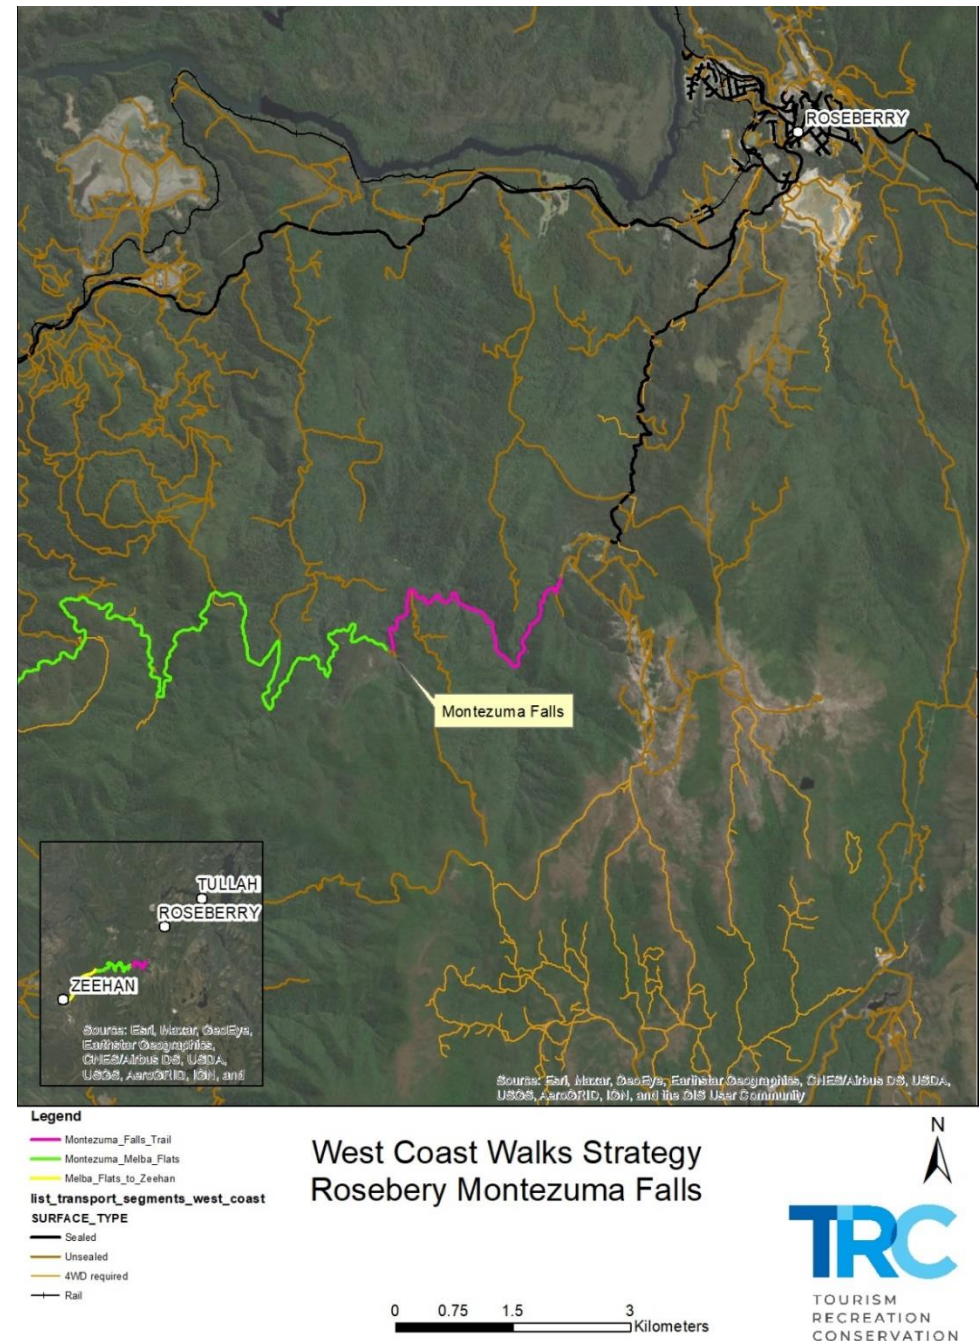 ROSEBERRY
Montezuma Falls
TULLAH
ROSEBERRY
ZEEHAN
Source: Esri, Maxar, GeoEye,
Earthstar Geographics,
CNES/Airbus DS, USDA,
USGS, AeroGRID, IGN, and
Source: Esri, Maxar, GeoEye, Earthstar Geographics, CNES/Airbus DS, USDA,
USGS, AeroGRID, IGN, and the GIS User Community
Legend
Montezuma_Falls_Trail
Montezuma_Melba_Flats
Melba_Flats_to_Zeehan
list_transport_segments_west_coast
SURFACE_TYPE
Sealed
Unsealed
4WD required
Rail
West Coast Walks Strategy
Rosebery Montezuma Falls
0 0.75 1.5 3
Kilometers
N
TRC
TOURISM
RECREATION
CONSERVATION